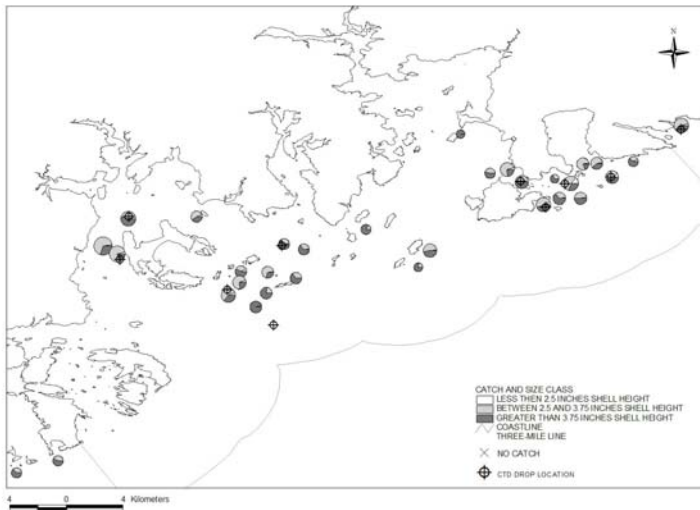 N
CATCH AND SIZE CLASS
LESS THEN 2.5 INCHES SHELL HEIGHT
BETWEEN 2.5 AND 3.75 INCHES SHELL HEIGHT
GREATER THAN 3.75 INCHES SHELL HEIGHT
COASTLINE
THREE-MILE LINE
NO CATCH
CTD DROP LOCATION
4 0 4 Kilometers